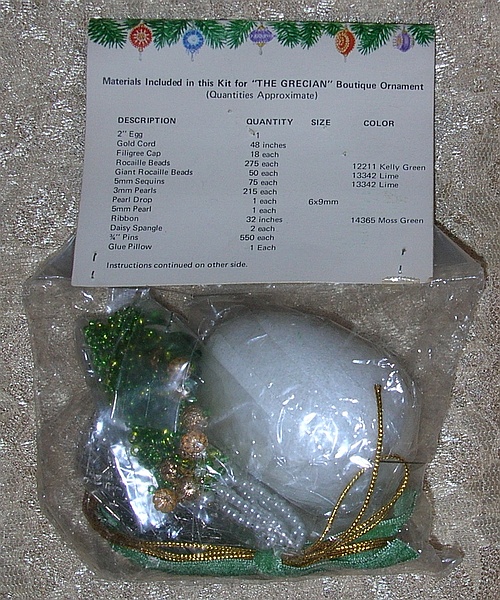 Materials Included in this Kit for "THE GRECIAN" Boutique Ornament
(Quantities Approximate)
DESCRIPTION QUANTITY SIZE COLOR
2" Egg 1
Gold Cord 48 inches
Filigree Cap 18 each
Rocaille Beads 275 each 12211 Kelly Green
Giant Rocaille Beads 50 each 13342 Lime
5mm Sequins 75 each 13342 Lime
3mm Pearls 215 each
Pearl Drop 1 each 6x9mm
5mm Pearl 1 each
Ribbon 32 inches 14365 Moss Green
Daisy Spangle 2 each
¾" Pins 550 each
Glue Pillow 1 Each
Instructions continued on other side.